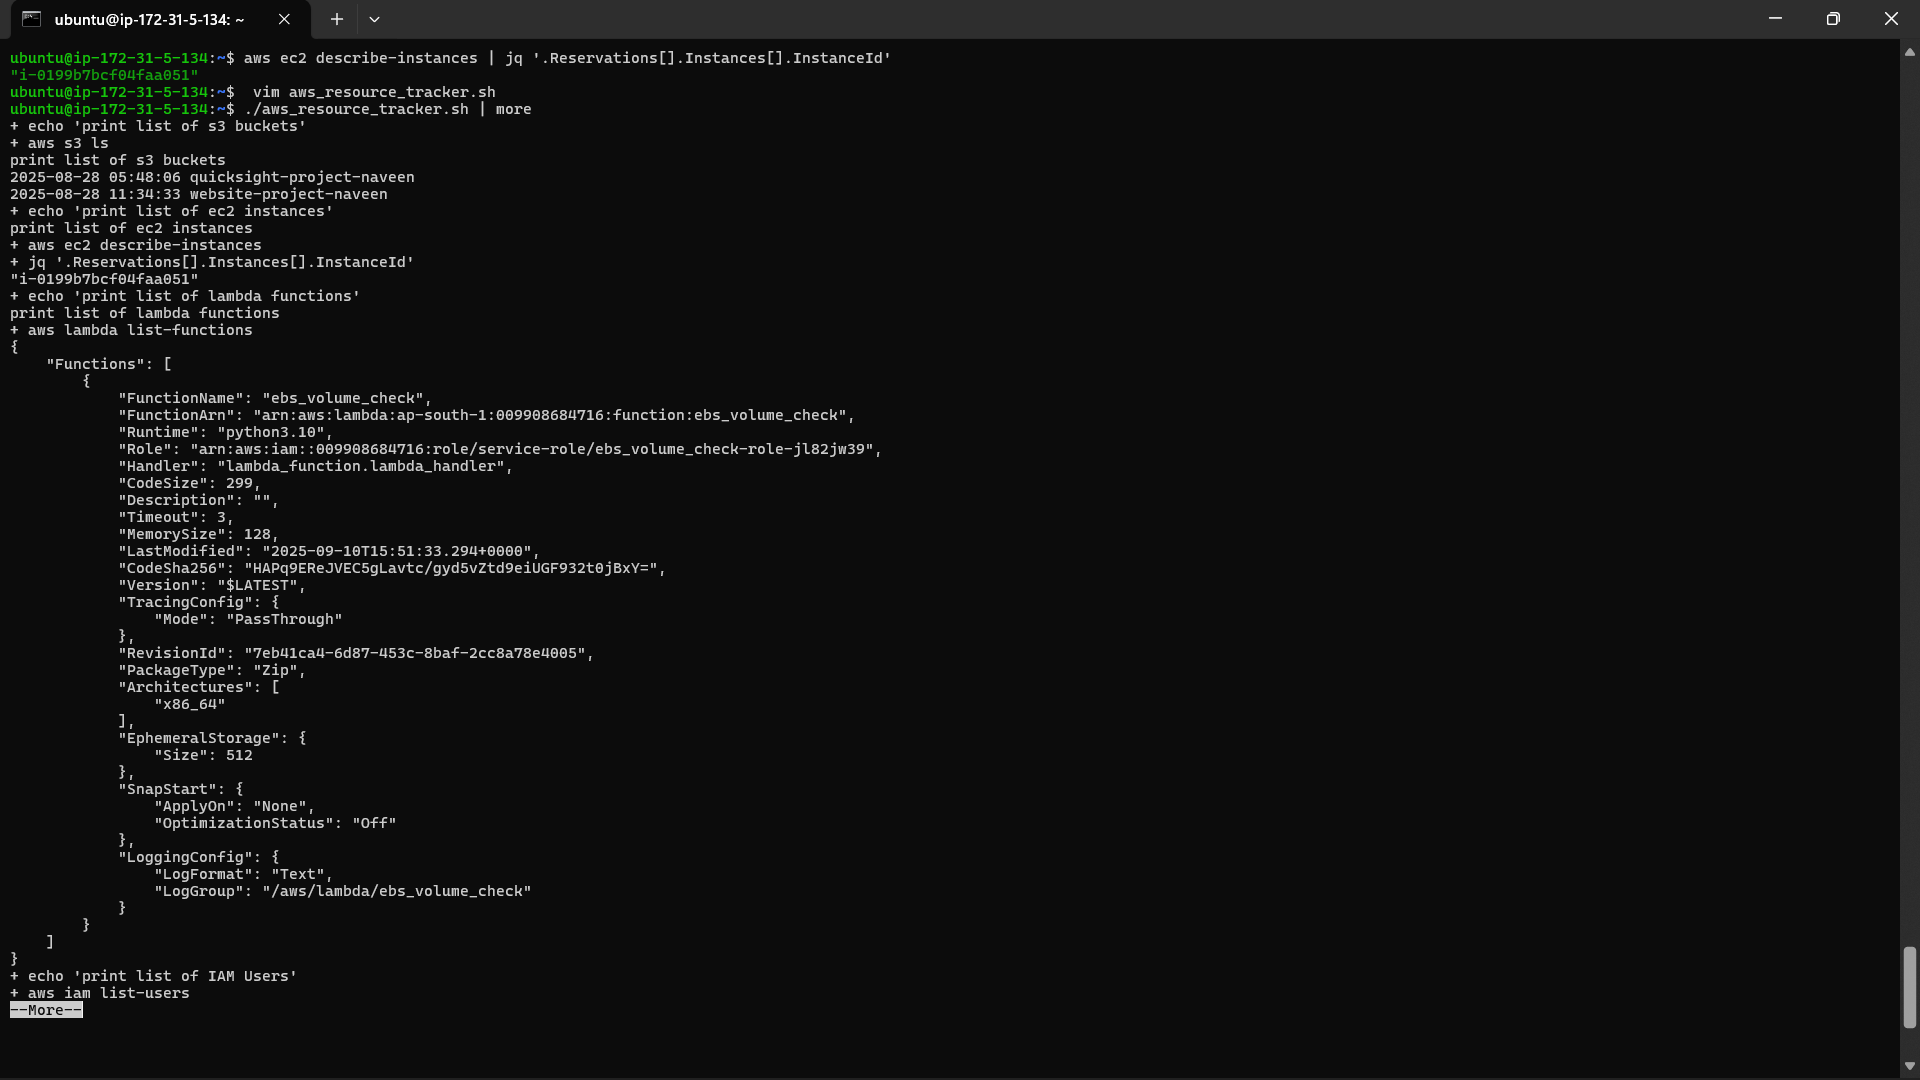 ubuntu@ip-172-31-5-134: ~
ubuntu@ip-172-31-5-134:~$ aws ec2 describe-instances | jq '.Reservations[].Instances[].InstanceId'
"i-0199b7bcf04faa051"
ubuntu@ip-172-31-5-134:~$  vim aws_resource_tracker.sh
ubuntu@ip-172-31-5-134:~$ ./aws_resource_tracker.sh | more
+ echo 'print list of s3 buckets'
+ aws s3 ls
print list of s3 buckets
2025-08-28 05:48:06 quicksight-project-naveen
2025-08-28 11:34:33 website-project-naveen
+ echo 'print list of ec2 instances'
print list of ec2 instances
+ aws ec2 describe-instances
+ jq '.Reservations[].Instances[].InstanceId'
"i-0199b7bcf04faa051"
+ echo 'print list of lambda functions'
print list of lambda functions
+ aws lambda list-functions
{
    "Functions": [
        {
            "FunctionName": "ebs_volume_check",
            "FunctionArn": "arn:aws:lambda:ap-south-1:009908684716:function:ebs_volume_check",
            "Runtime": "python3.10",
            "Role": "arn:aws:iam::009908684716:role/service-role/ebs_volume_check-role-jl82jw39",
            "Handler": "lambda_function.lambda_handler",
            "CodeSize": 299,
            "Description": "",
            "Timeout": 3,
            "MemorySize": 128,
            "LastModified": "2025-09-10T15:51:33.294+0000",
            "CodeSha256": "HAPq9EReJVEC5gLavtc/gyd5vZtd9eiUGF932t0jBxY=",
            "Version": "$LATEST",
            "TracingConfig": {
                "Mode": "PassThrough"
            },
            "RevisionId": "7eb41ca4-6d87-453c-8baf-2cc8a78e4005",
            "PackageType": "Zip",
            "Architectures": [
                "x86_64"
            ],
            "EphemeralStorage": {
                "Size": 512
            },
            "SnapStart": {
                "ApplyOn": "None",
                "OptimizationStatus": "Off"
            },
            "LoggingConfig": {
                "LogFormat": "Text",
                "LogGroup": "/aws/lambda/ebs_volume_check"
            }
        }
    ]
}
+ echo 'print list of IAM Users'
+ aws iam list-users
--More--